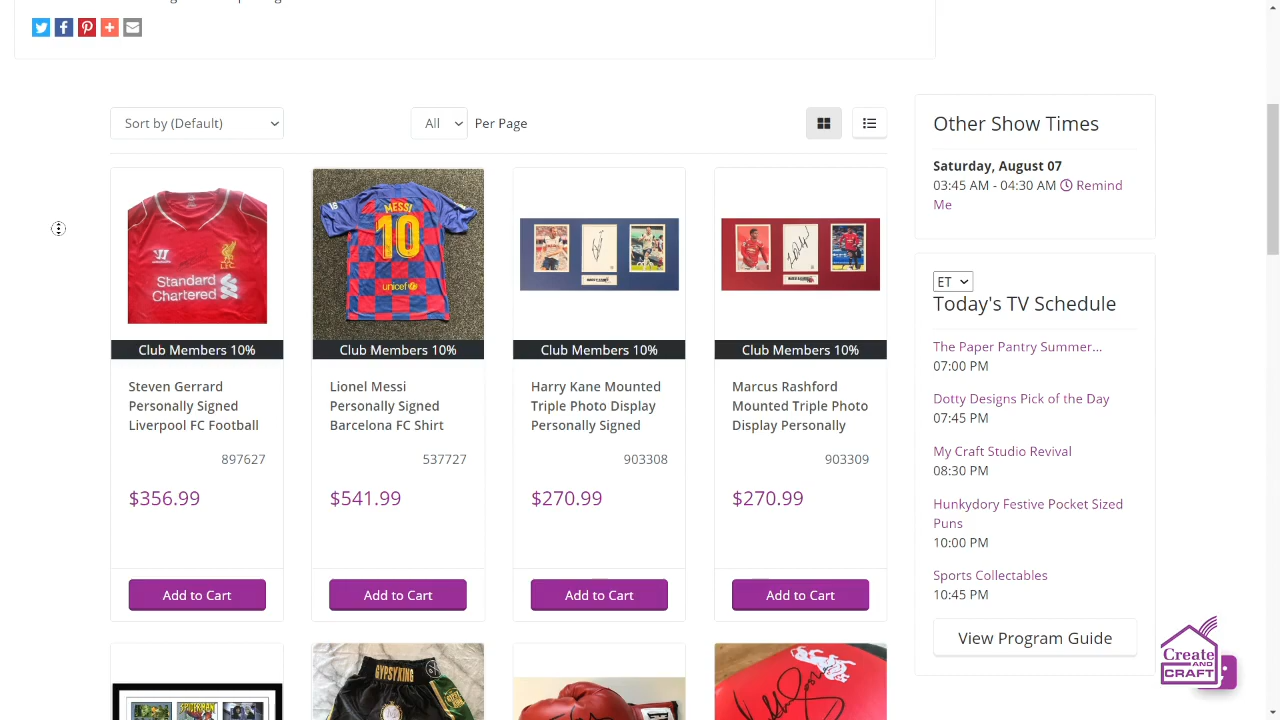 Sort by (Default)
All
Per Page
Standard
Chartered
L.F.C.
MESSI
10
unicef
Club Members 10%
Club Members 10%
Club Members 10%
Club Members 10%
Steven Gerrard
Personally Signed
Liverpool FC Football
897627
$356.99
Add to Cart
Lionel Messi
Personally Signed
Barcelona FC Shirt
537727
$541.99
Add to Cart
Harry Kane Mounted
Triple Photo Display
Personally Signed
903308
$270.99
Add to Cart
Marcus Rashford
Mounted Triple Photo
Display Personally
903309
$270.99
Add to Cart
GYPSYKING
Other Show Times
Saturday, August 07
03:45 AM - 04:30 AM Remind
Me
ET
Today's TV Schedule
The Paper Pantry Summer...
07:00 PM
Dotty Designs Pick of the Day
07:45 PM
My Craft Studio Revival
08:30 PM
Hunkydory Festive Pocket Sized
Puns
10:00 PM
Sports Collectables
10:45 PM
View Program Guide
Create
AND
CRAFT